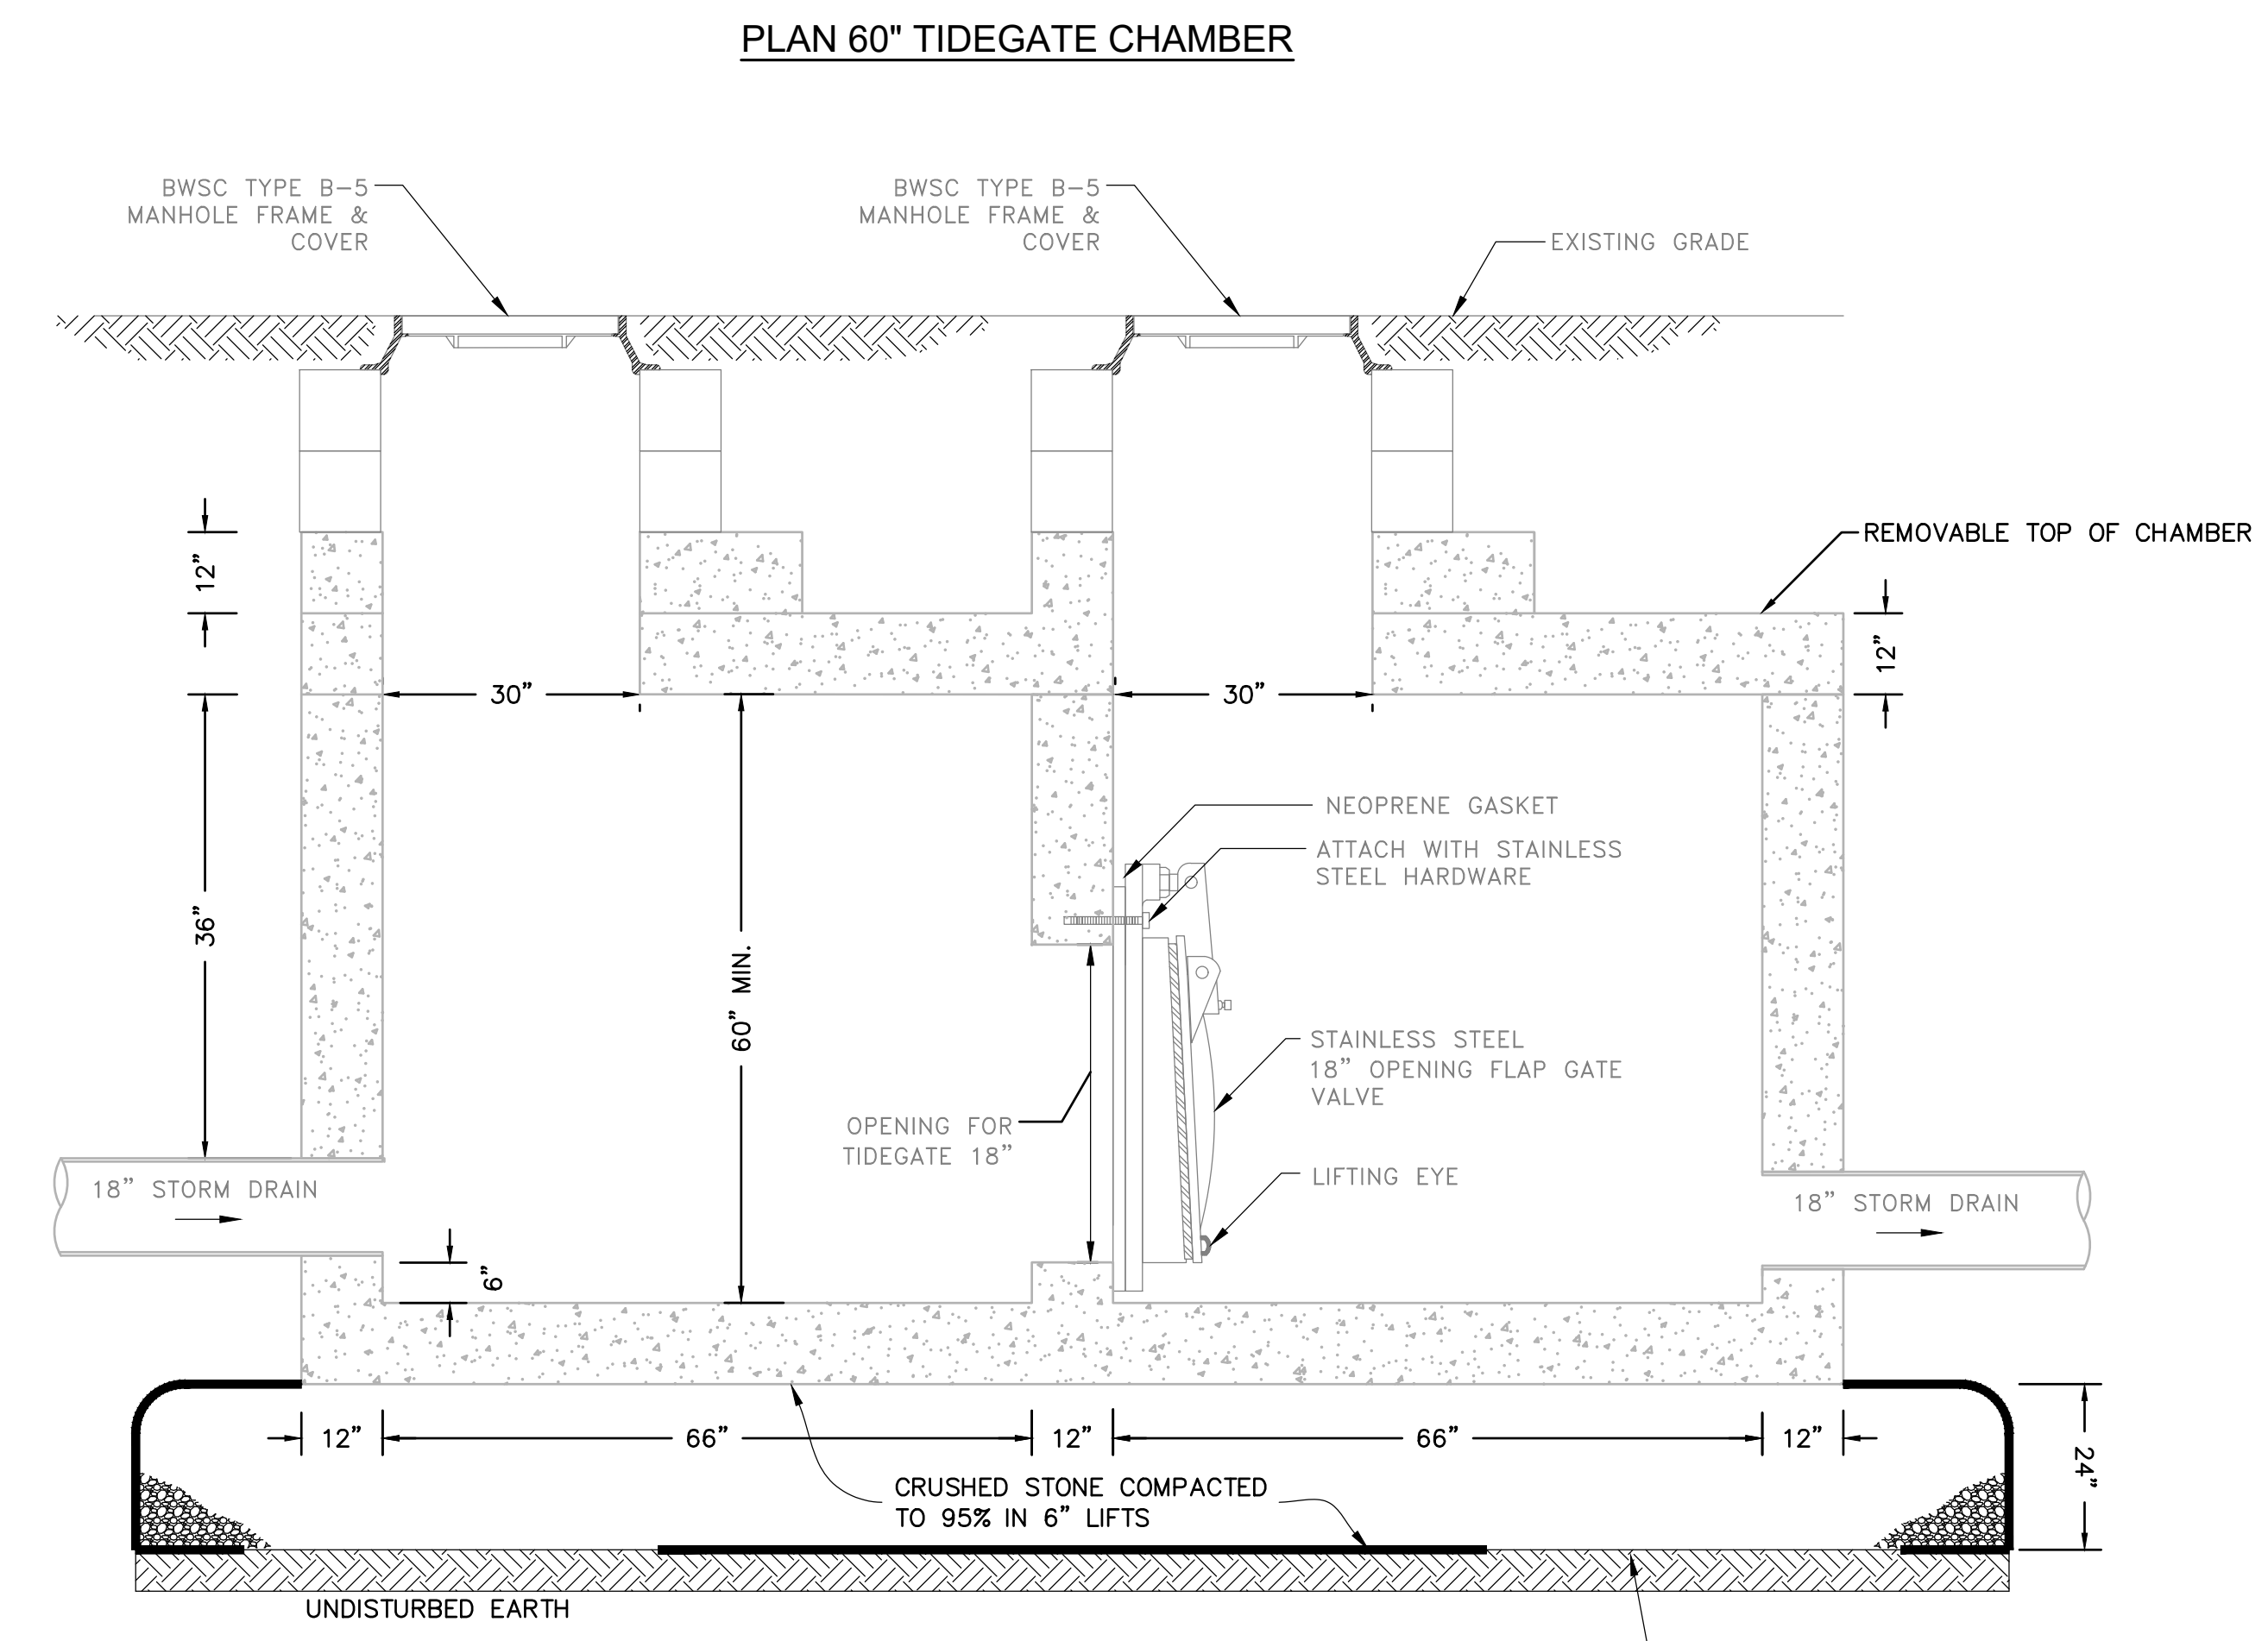 PLAN 60" TIDEGATE CHAMBER
BWSC TYPE B-5
MANHOLE FRAME &
COVER
BWSC TYPE B-5
MANHOLE FRAME &
COVER
EXISTING GRADE
REMOVABLE TOP OF CHAMBER
12"
12"
30"
30"
NEOPRENE GASKET
ATTACH WITH STAINLESS
STEEL HARDWARE
36"
60" MIN.
STAINLESS STEEL
18" OPENING FLAP GATE
VALVE
OPENING FOR
TIDEGATE 18"
LIFTING EYE
18" STORM DRAIN
18" STORM DRAIN
6"
12"
66"
12"
66"
12"
24"
CRUSHED STONE COMPACTED
TO 95% IN 6" LIFTS
UNDISTURBED EARTH